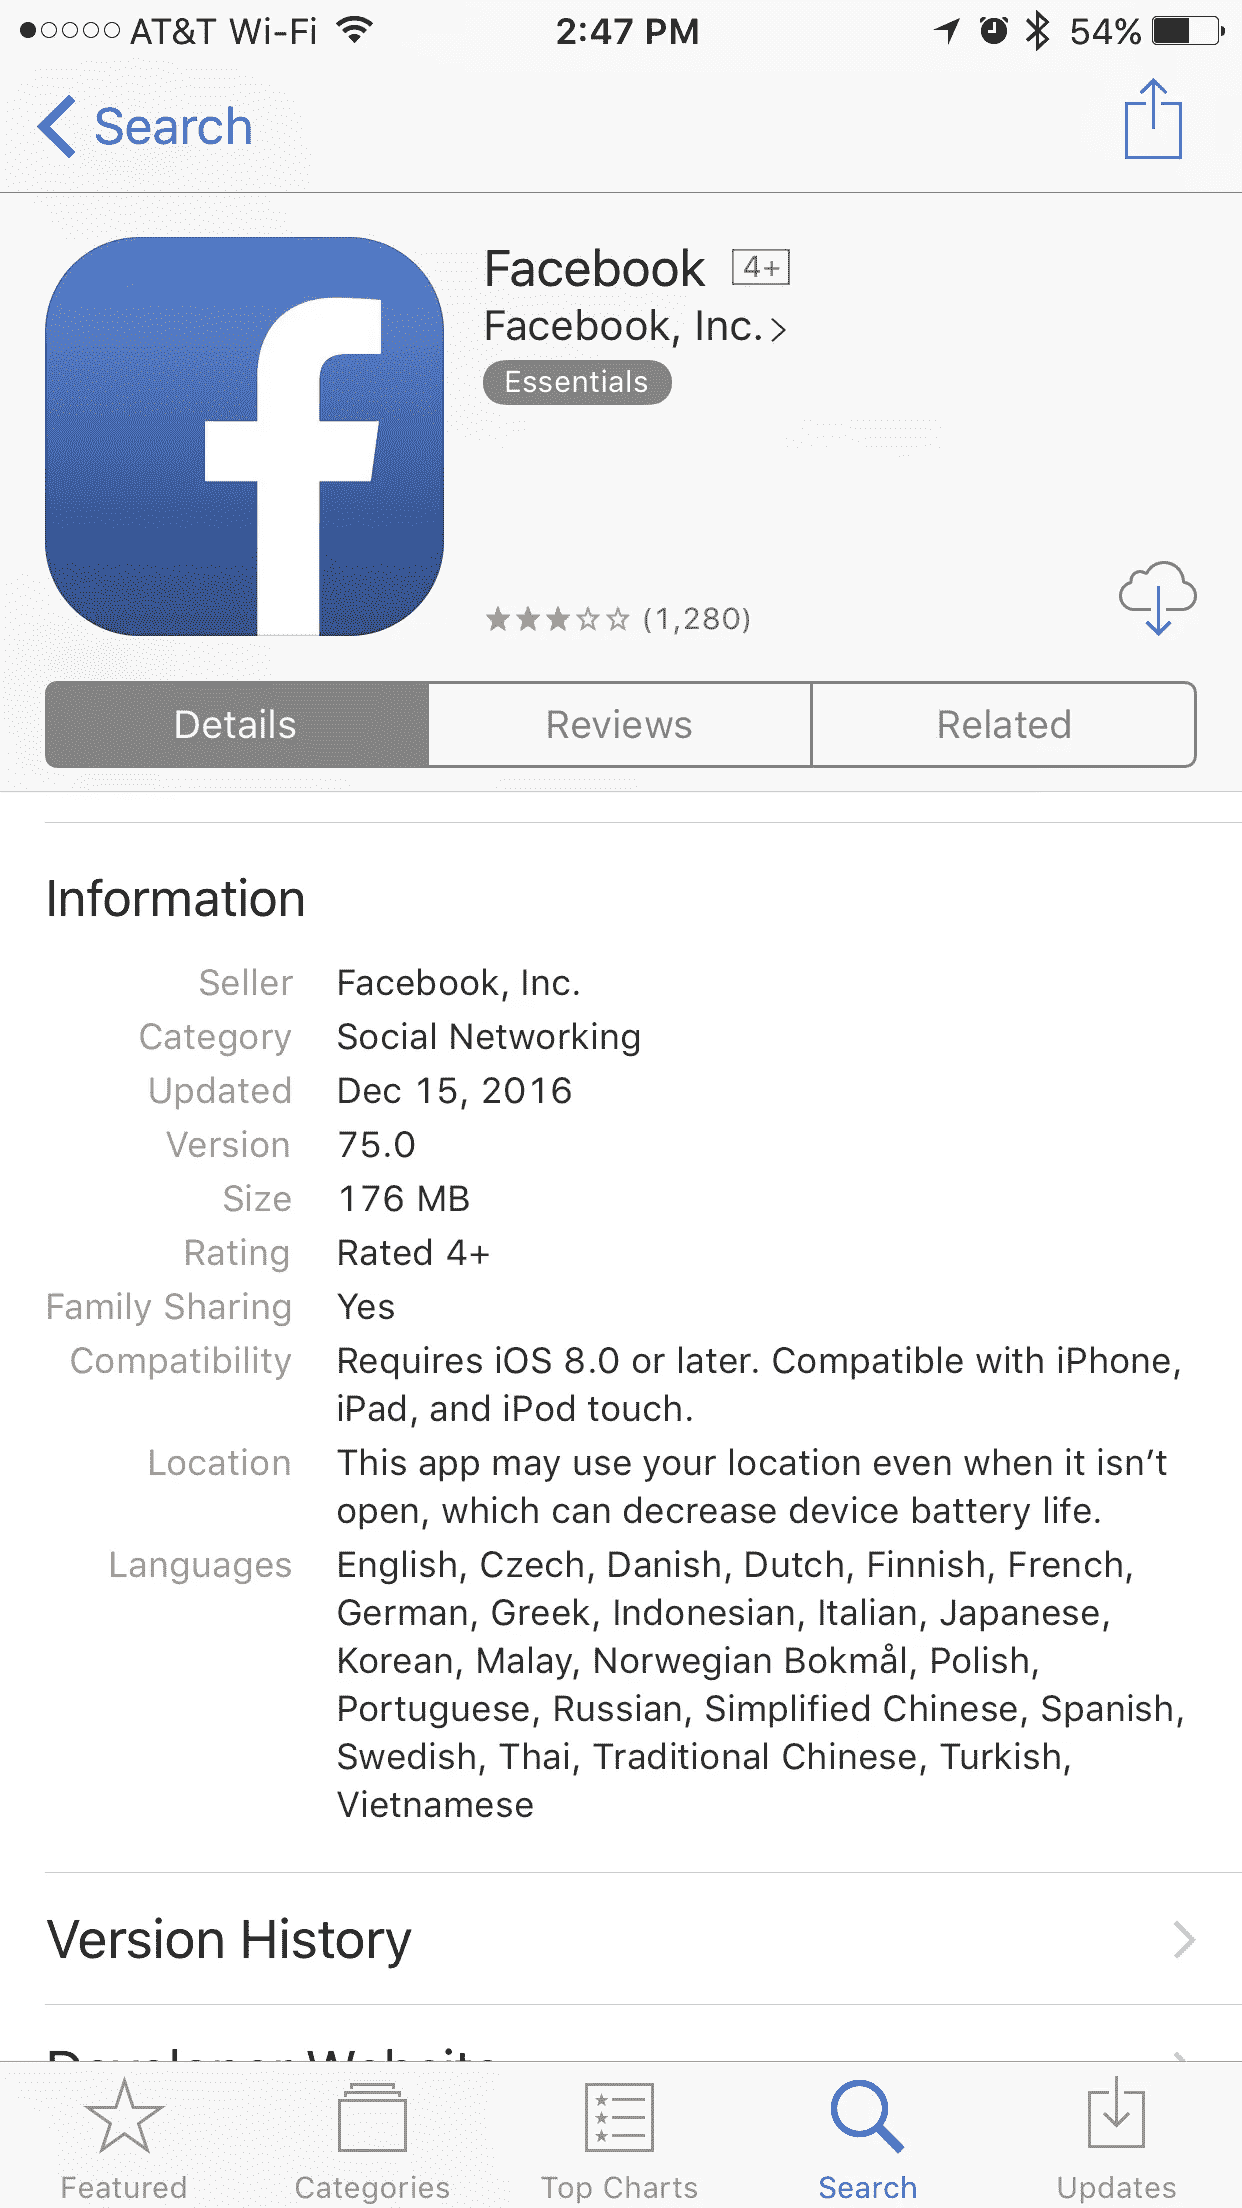 AT&T Wi-Fi 2:47 PM 54%
Search
Facebook 4+
Facebook, Inc.
Essentials
(1,280)
Details Reviews Related
Information
Seller Facebook, Inc.
Category Social Networking
Updated Dec 15, 2016
Version 75.0
Size 176 MB
Rating Rated 4+
Family Sharing Yes
Compatibility Requires iOS 8.0 or later. Compatible with iPhone,
iPad, and iPod touch.
Location This app may use your location even when it isn’t
open, which can decrease device battery life.
Languages English, Czech, Danish, Dutch, Finnish, French,
German, Greek, Indonesian, Italian, Japanese,
Korean, Malay, Norwegian Bokmål, Polish,
Portuguese, Russian, Simplified Chinese, Spanish,
Swedish, Thai, Traditional Chinese, Turkish,
Vietnamese
Version History
Developer Website
Featured Categories Top Charts Search Updates